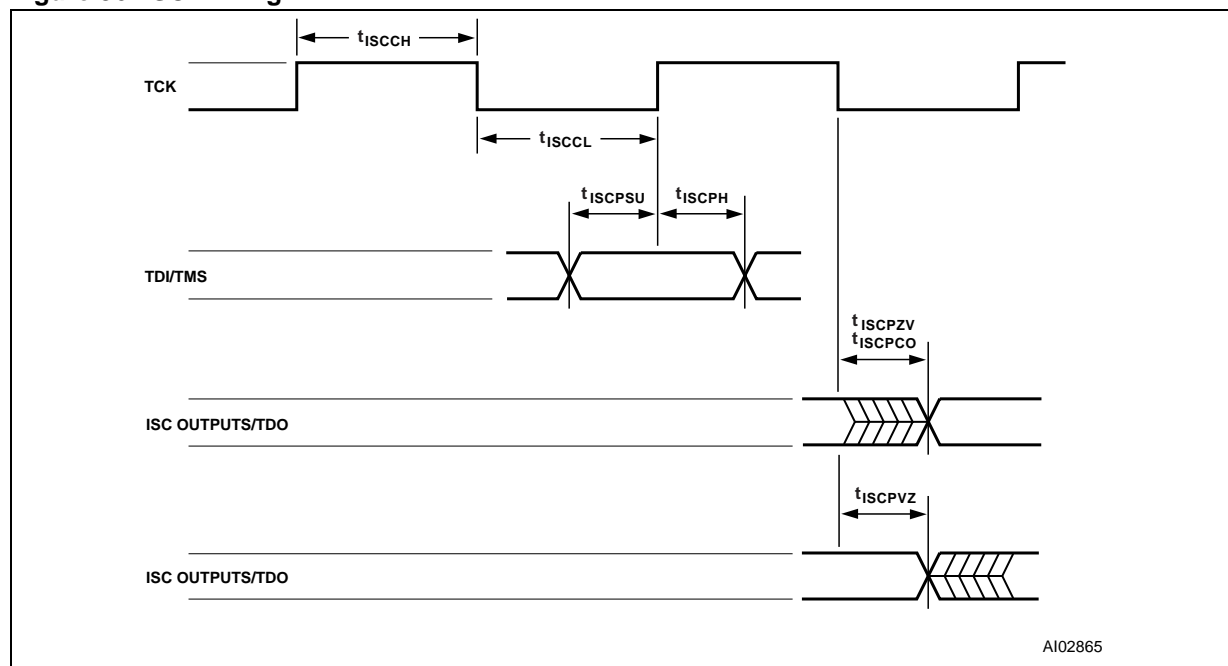 tISCCH
TCK
tISCCL
tISCPSU
tISCPH
TDI/TMS
tISCPZV
tISCPCO
ISC OUTPUTS/TDO
tISCPVZ
ISC OUTPUTS/TDO
AI02865